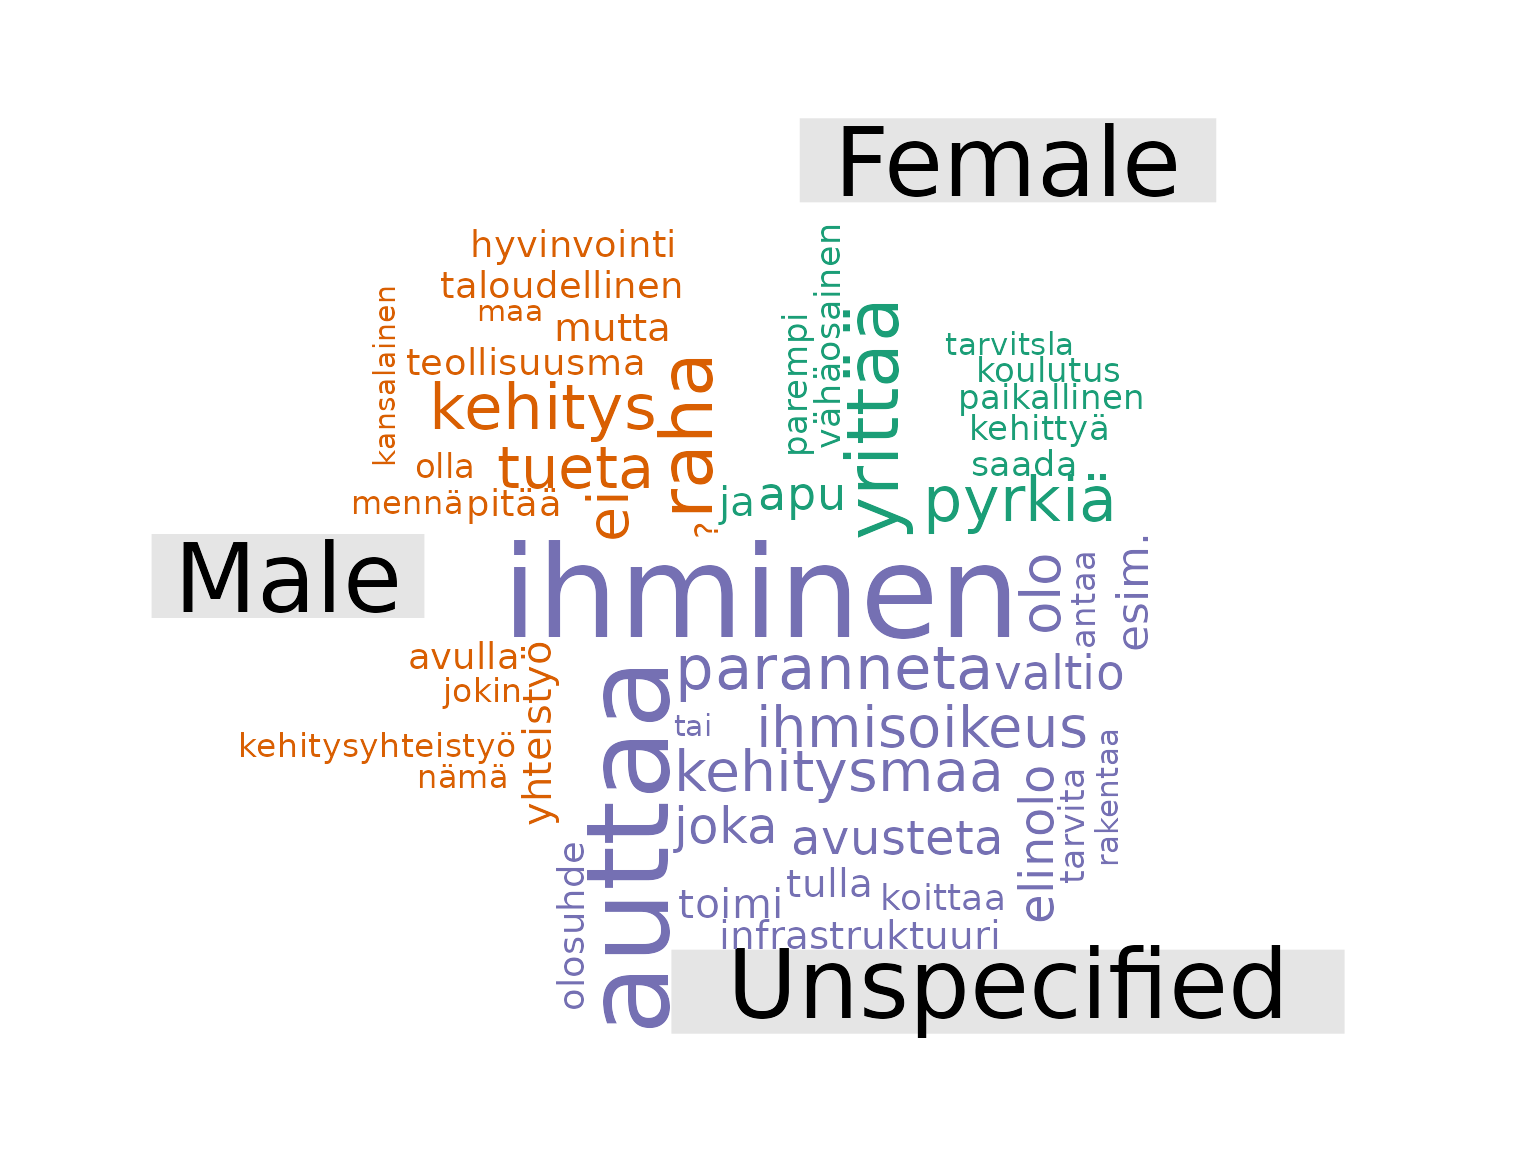 Female
hyvinvointi
taloudellinen
maa
mutta
kansalainen
teollisuusma
kehitys
raha
olla
tueta
mennä
pitää
ei
?
parempi
vähäosainen
yrittää
tarvitsla
koulutus
paikallinen
kehittyä
saada
ja
apu
pyrkiä
Male
ihminen
olo
antaa
esim.
avulla
jokin
yhteistyö
kehitysyhteistyö
nämä
auttaa
paranneta
valtio
tai
ihmisoikeus
kehitysmaa
joka
avusteta
elinolo
tarvita
rakentaa
olosuhde
toimi
tulla
koittaa
infrastruktuuri
Unspecified